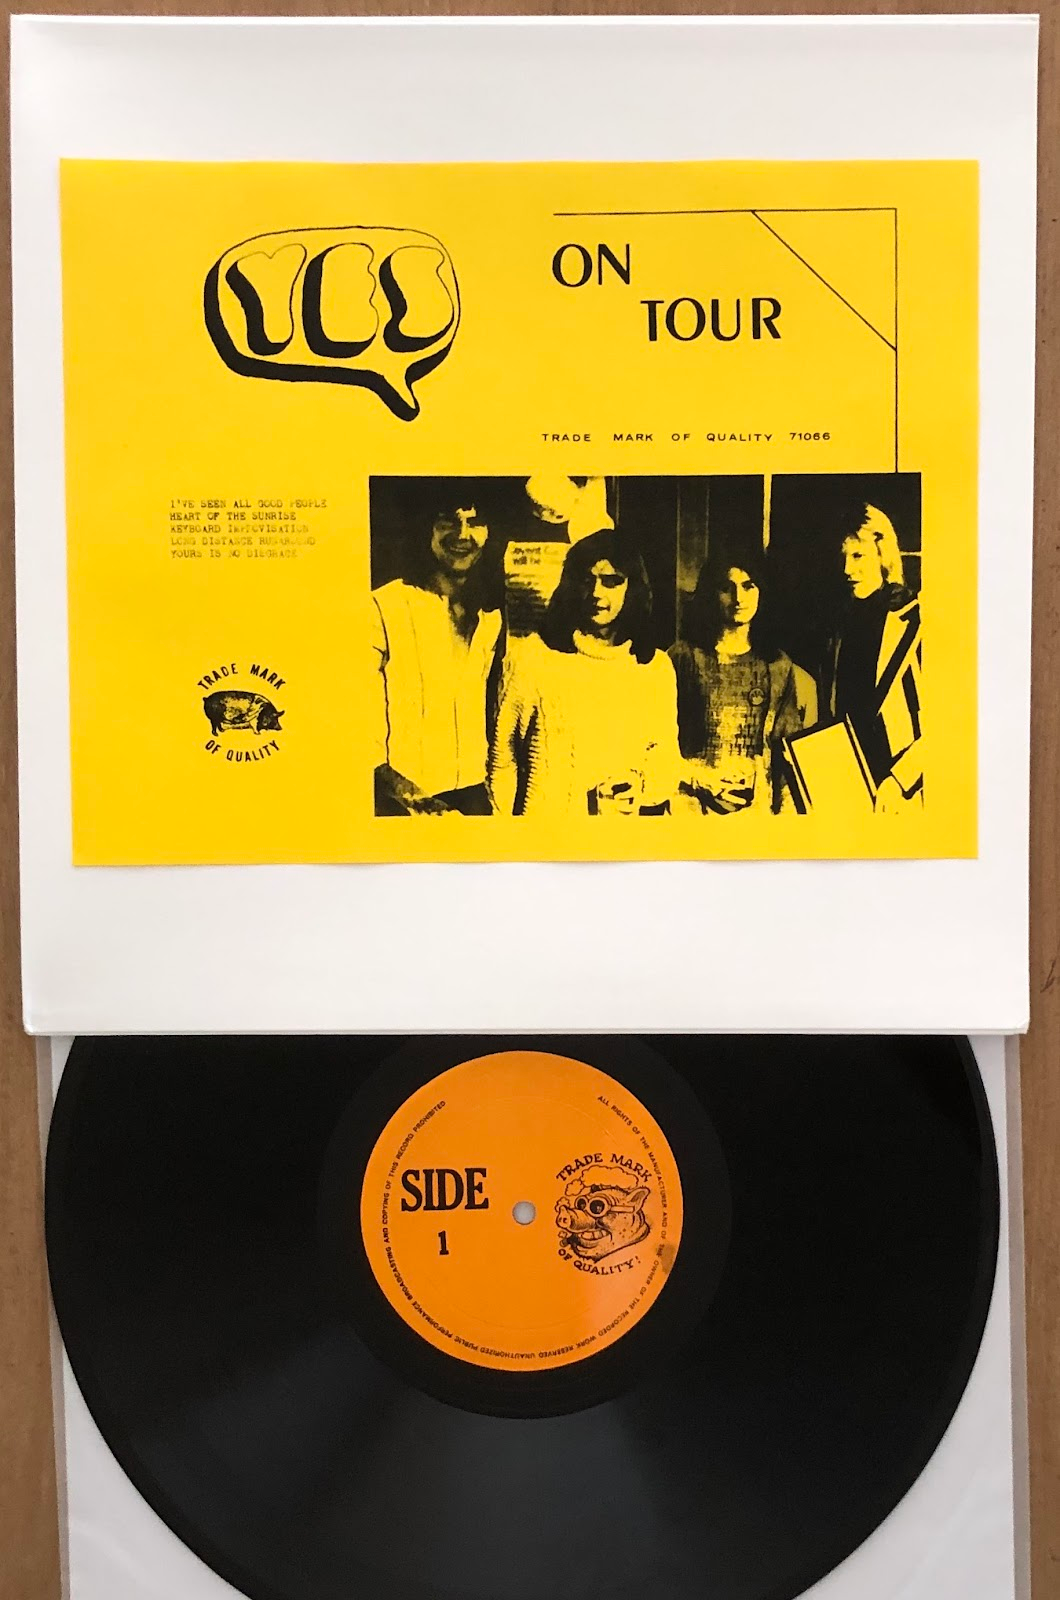 YES
ON
TOUR
TRADE MARK OF QUALITY 71066
I'VE SEEN ALL GOOD PEOPLE
HEART OF THE SUNRISE
KEYBOARD IMPROVISATION
LONG DISTANCE RUNAROUND
YOURS IS NO DISGRACE
TRADE MARK
OF QUALITY
SIDE
1
TRADE MARK
OF QUALITY!
ALL RIGHTS OF THE MANUFACTURER AND OF THE OWNER OF THE RECORDED WORK RESERVED UNAUTHORIZED PUBLIC PERFORMANCE BROADCASTING AND COPYING OF THIS RECORD PROHIBITED